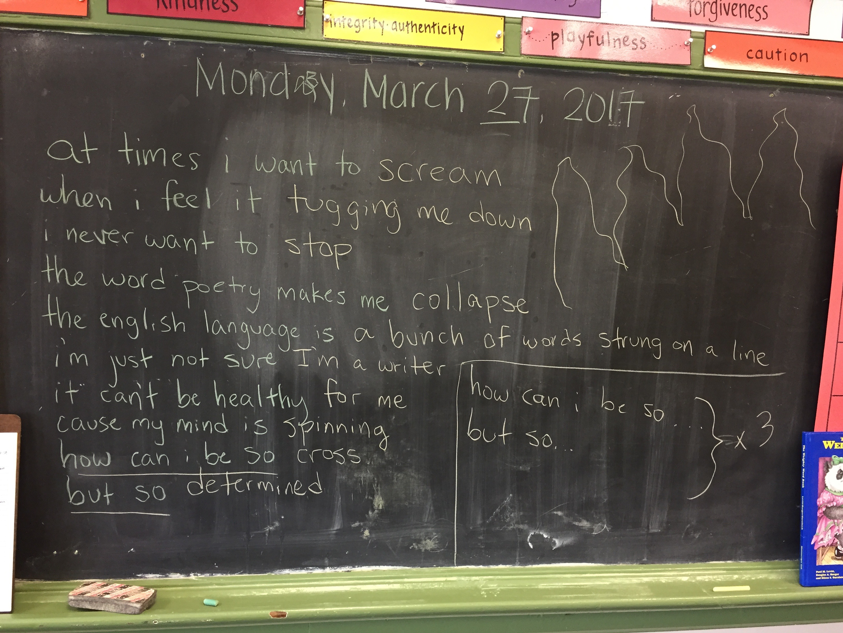 kindness
integrity·authenticity
playfulness
forgiveness
caution
Monday, March 27, 2017
at times i want to scream
when i feel it tugging me down
i never want to stop
the word poetry makes me collapse
the english language is a bunch of words strung on a line
i'm just not sure I'm a writer
it can't be healthy for me
cause my mind is spinning
how can i be so cross
but so determined
how can i be so...
but so...
= x 3